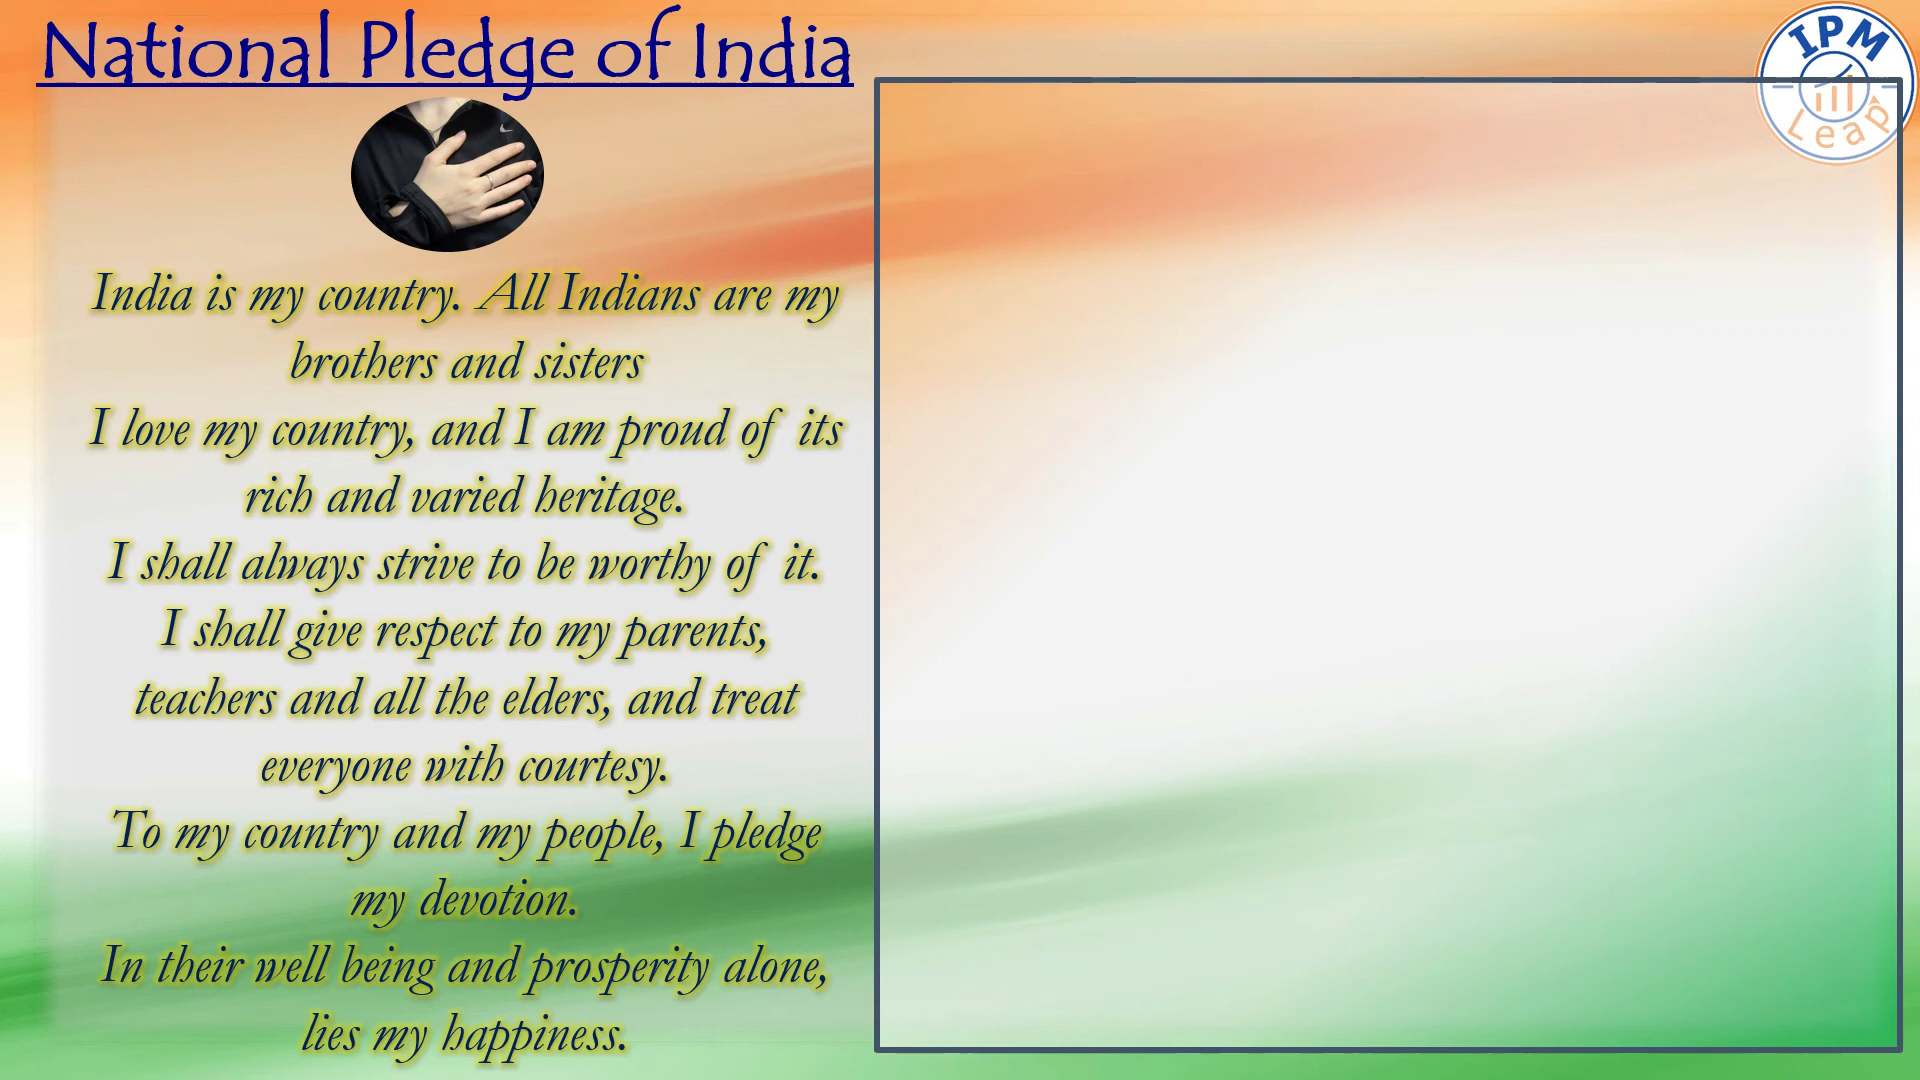 National Pledge of India
IPM
Leap
India is my country. All Indians are my
brothers and sisters
I love my country, and I am proud of its
rich and varied heritage.
I shall always strive to be worthy of it.
I shall give respect to my parents,
teachers and all the elders, and treat
everyone with courtesy.
To my country and my people, I pledge
my devotion.
In their well being and prosperity alone,
lies my happiness.